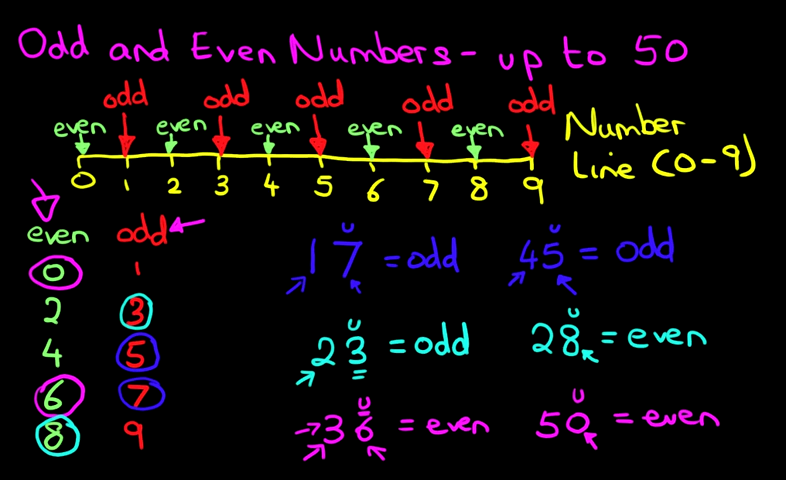 Odd and Even Numbers - up to 50
odd odd odd odd odd
even even even even even
Number
Line (0-9)
0 1 2 3 4 5 6 7 8 9
even odd
0 1
2 3
4 5
6 7
8 9
U U
17 = odd 45 = odd
U U
23 = odd 28 = even
U U
36 = even 50 = even